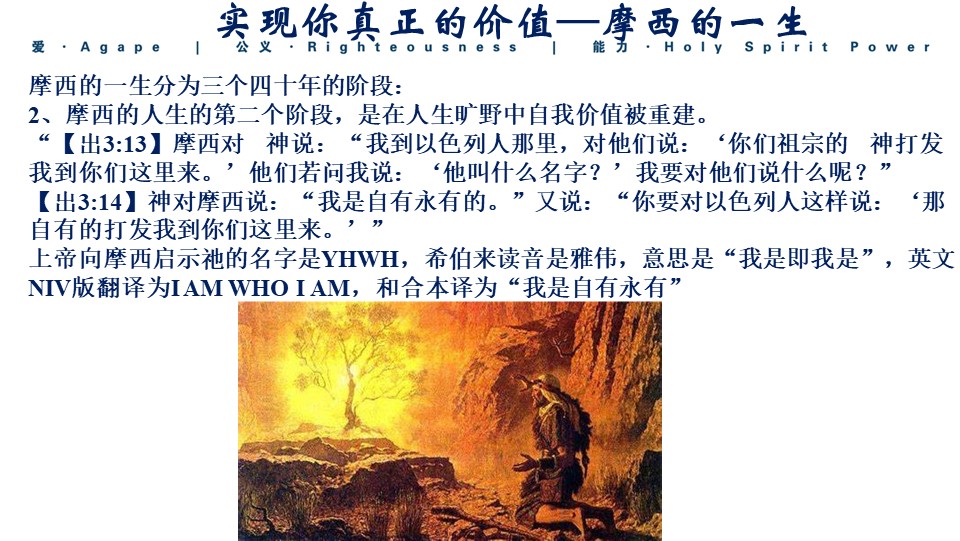 实现你真正的价值—摩西的一生
爱 · Agape | 公义 · Righteousness | 能力 · Holy Spirit Power
摩西的一生分为三个四十年的阶段：
2、摩西的人生的第二个阶段，是在人生旷野中自我价值被重建。
“【出3:13】摩西对 神说：“我到以色列人那里，对他们说：‘你们祖宗的 神打发
我到你们这里来。’他们若问我说：‘他叫什么名字？’我要对他们说什么呢？”
【出3:14】神对摩西说：“我是自有永有的。”又说：“你要对以色列人这样说：‘那
自有的打发我到你们这里来。’”
上帝向摩西启示祂的名字是YHWH，希伯来读音是雅伟，意思是“我是即我是”，英文
NIV版翻译为I AM WHO I AM，和合本译为“我是自有永有”